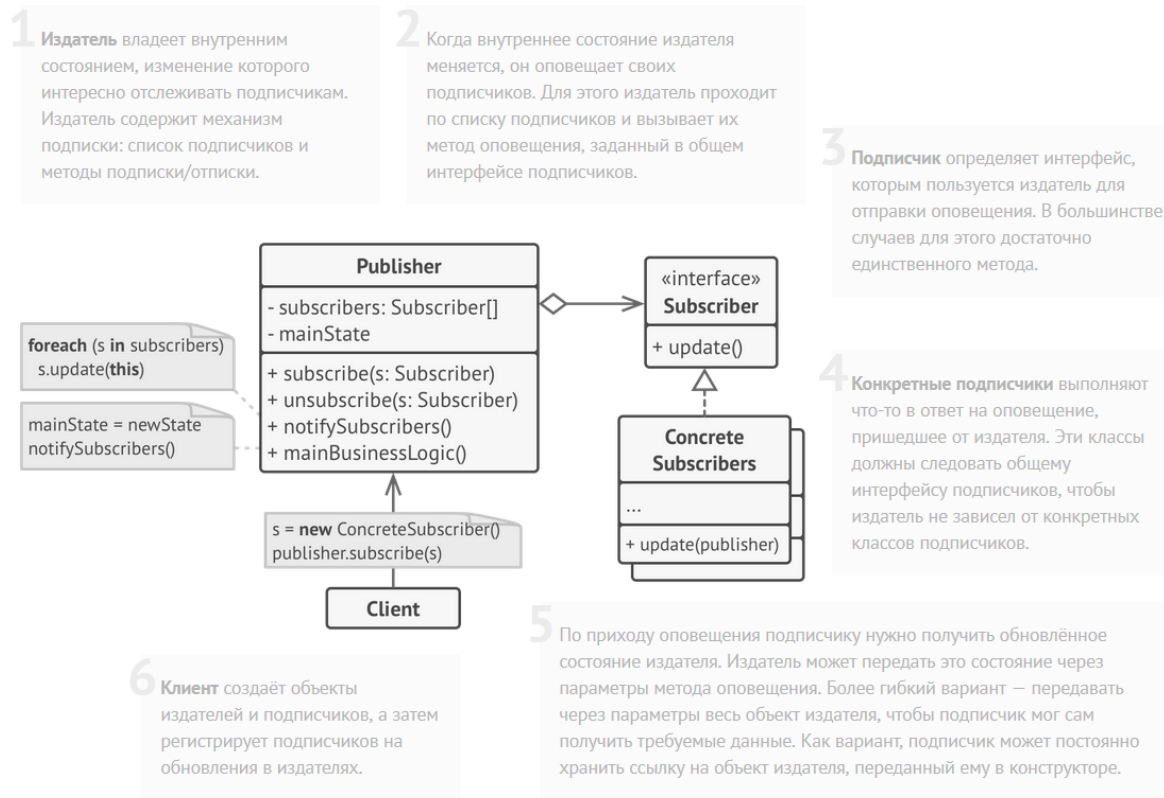 1
Издатель владеет внутренним
состоянием, изменение которого
интересно отслеживать подписчикам.
Издатель содержит механизм
подписки: список подписчиков и
методы подписки/отписки.
2
Когда внутреннее состояние издателя
меняется, он оповещает своих
подписчиков. Для этого издатель проходит
по списку подписчиков и вызывает их
метод оповещения, заданный в общем
интерфейсе подписчиков.
3
Подписчик определяет интерфейс,
которым пользуется издатель для
отправки оповещения. В большинстве
случаев для этого достаточно
единственного метода.
Publisher
- subscribers: Subscriber[]
- mainState
+ subscribe(s: Subscriber)
+ unsubscribe(s: Subscriber)
+ notifySubscribers()
+ mainBusinessLogic()
«interface»
Subscriber
+ update()
foreach (s in subscribers)
s.update(this)
mainState = newState
notifySubscribers()
4
Конкретные подписчики выполняют
что-то в ответ на оповещение,
пришедшее от издателя. Эти классы
должны следовать общему
интерфейсу подписчиков, чтобы
издатель не зависел от конкретных
классов подписчиков.
Concrete
Subscribers
...
+ update(publisher)
s = new ConcreteSubscriber()
publisher.subscribe(s)
Client
5
По приходу оповещения подписчику нужно получить обновлённое
состояние издателя. Издатель может передать это состояние через
параметры метода оповещения. Более гибкий вариант — передавать
через параметры весь объект издателя, чтобы подписчик мог сам
получить требуемые данные. Как вариант, подписчик может постоянно
хранить ссылку на объект издателя, переданный ему в конструкторе.
6
Клиент создаёт объекты
издателей и подписчиков, а затем
регистрирует подписчиков на
обновления в издателях.